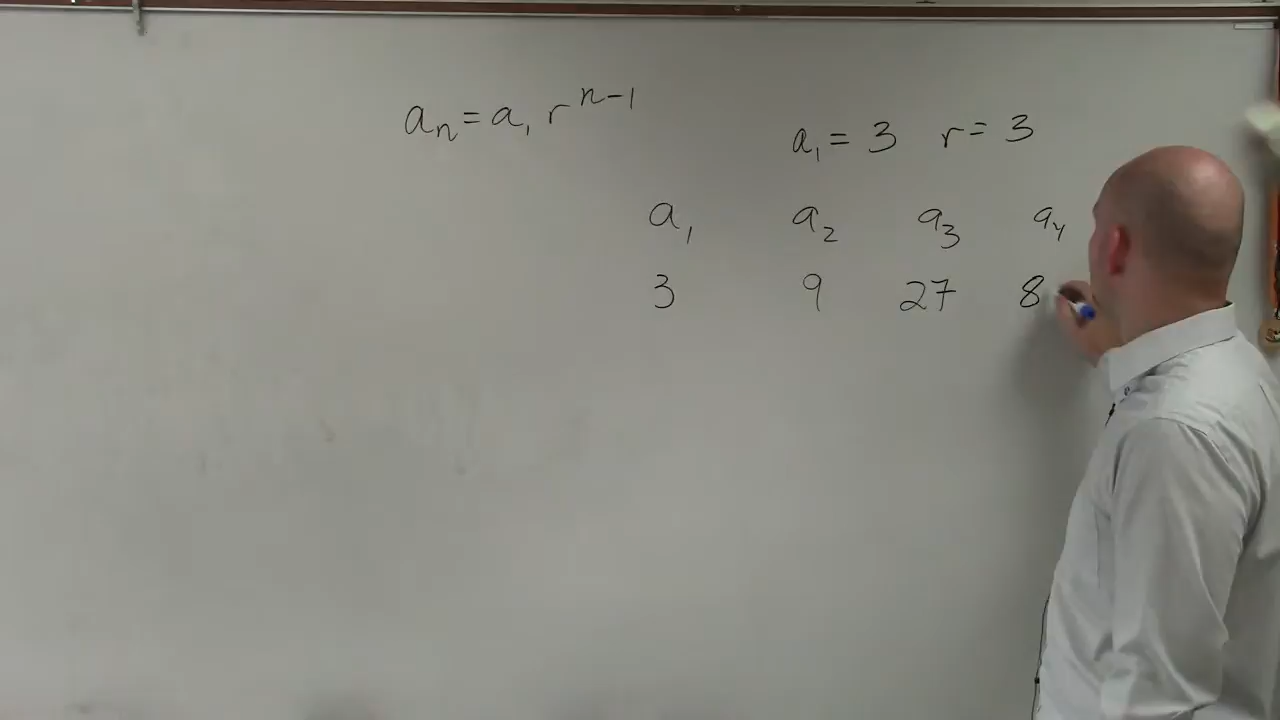 aₙ = a₁ rⁿ⁻¹
a₁ = 3 r = 3
a₁ a₂ a₃ a₄
3 9 27 8